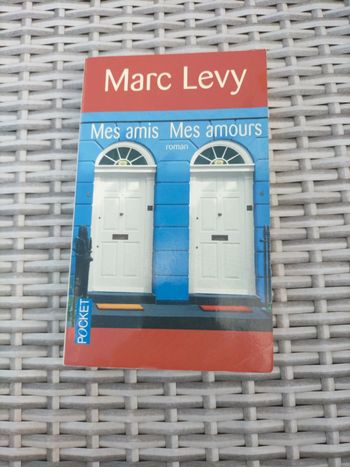 Marc Levy
Mes amis Mes amours
roman
POCKET